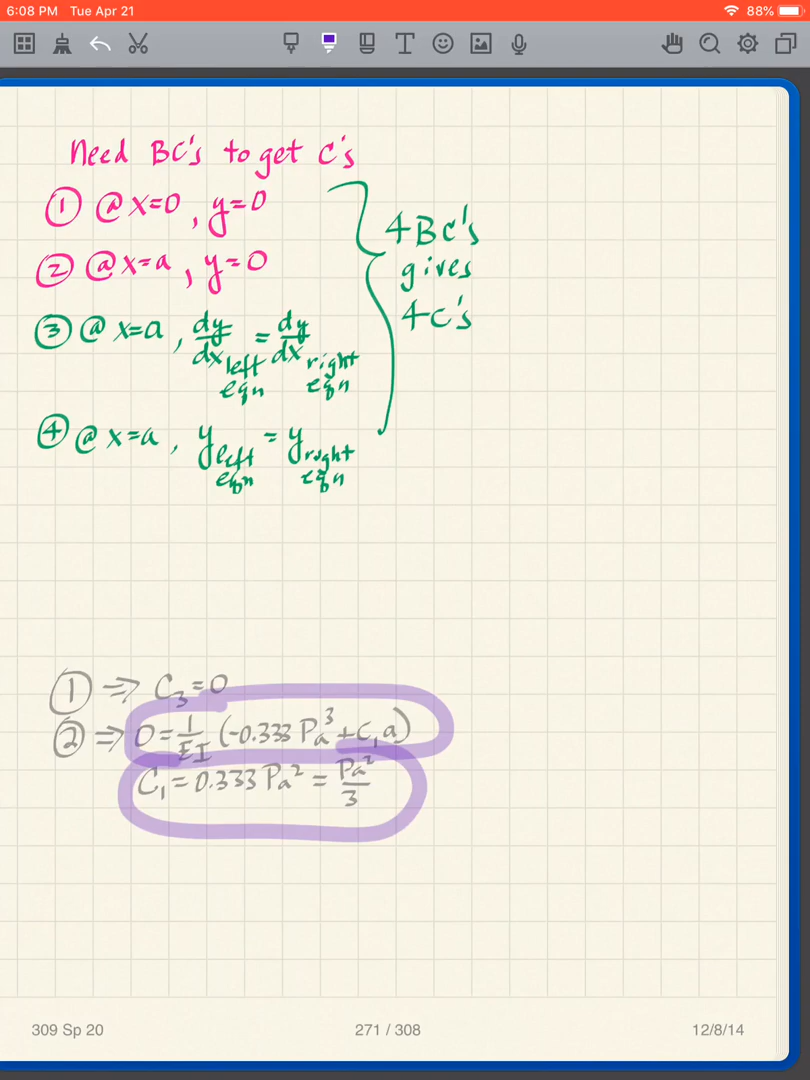 6:08 PM Tue Apr 21
88%
Need BC's to get C's
① @ x=0, y=0
② @ x=a, y=0
③ @ x=a, dy/dx left eqn = dy/dx right eqn
④ @ x=a, y left eqn = y right eqn
4 BC's
gives
4 C's
① ⇒ C₃=0
② ⇒ 0 = 1/EI (-0.333 Pa³ + C₁a)
C₁ = 0.333 Pa² = Pa²/3
309 Sp 20
271 / 308
12/8/14